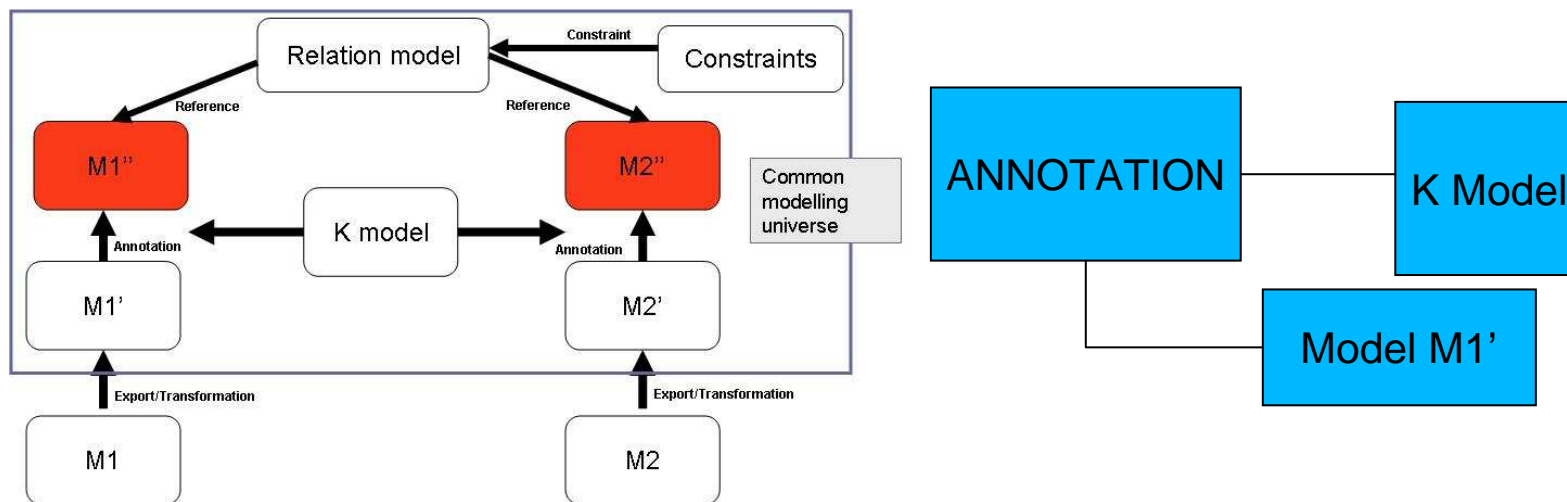 Relation model
Constraint
Constraints
Reference
Reference
M1”
M2”
Common
modelling
universe
K model
Annotation
Annotation
M1’
M2’
Export/Transformation
Export/Transformation
M1
M2
ANNOTATION
K Model
Model M1’